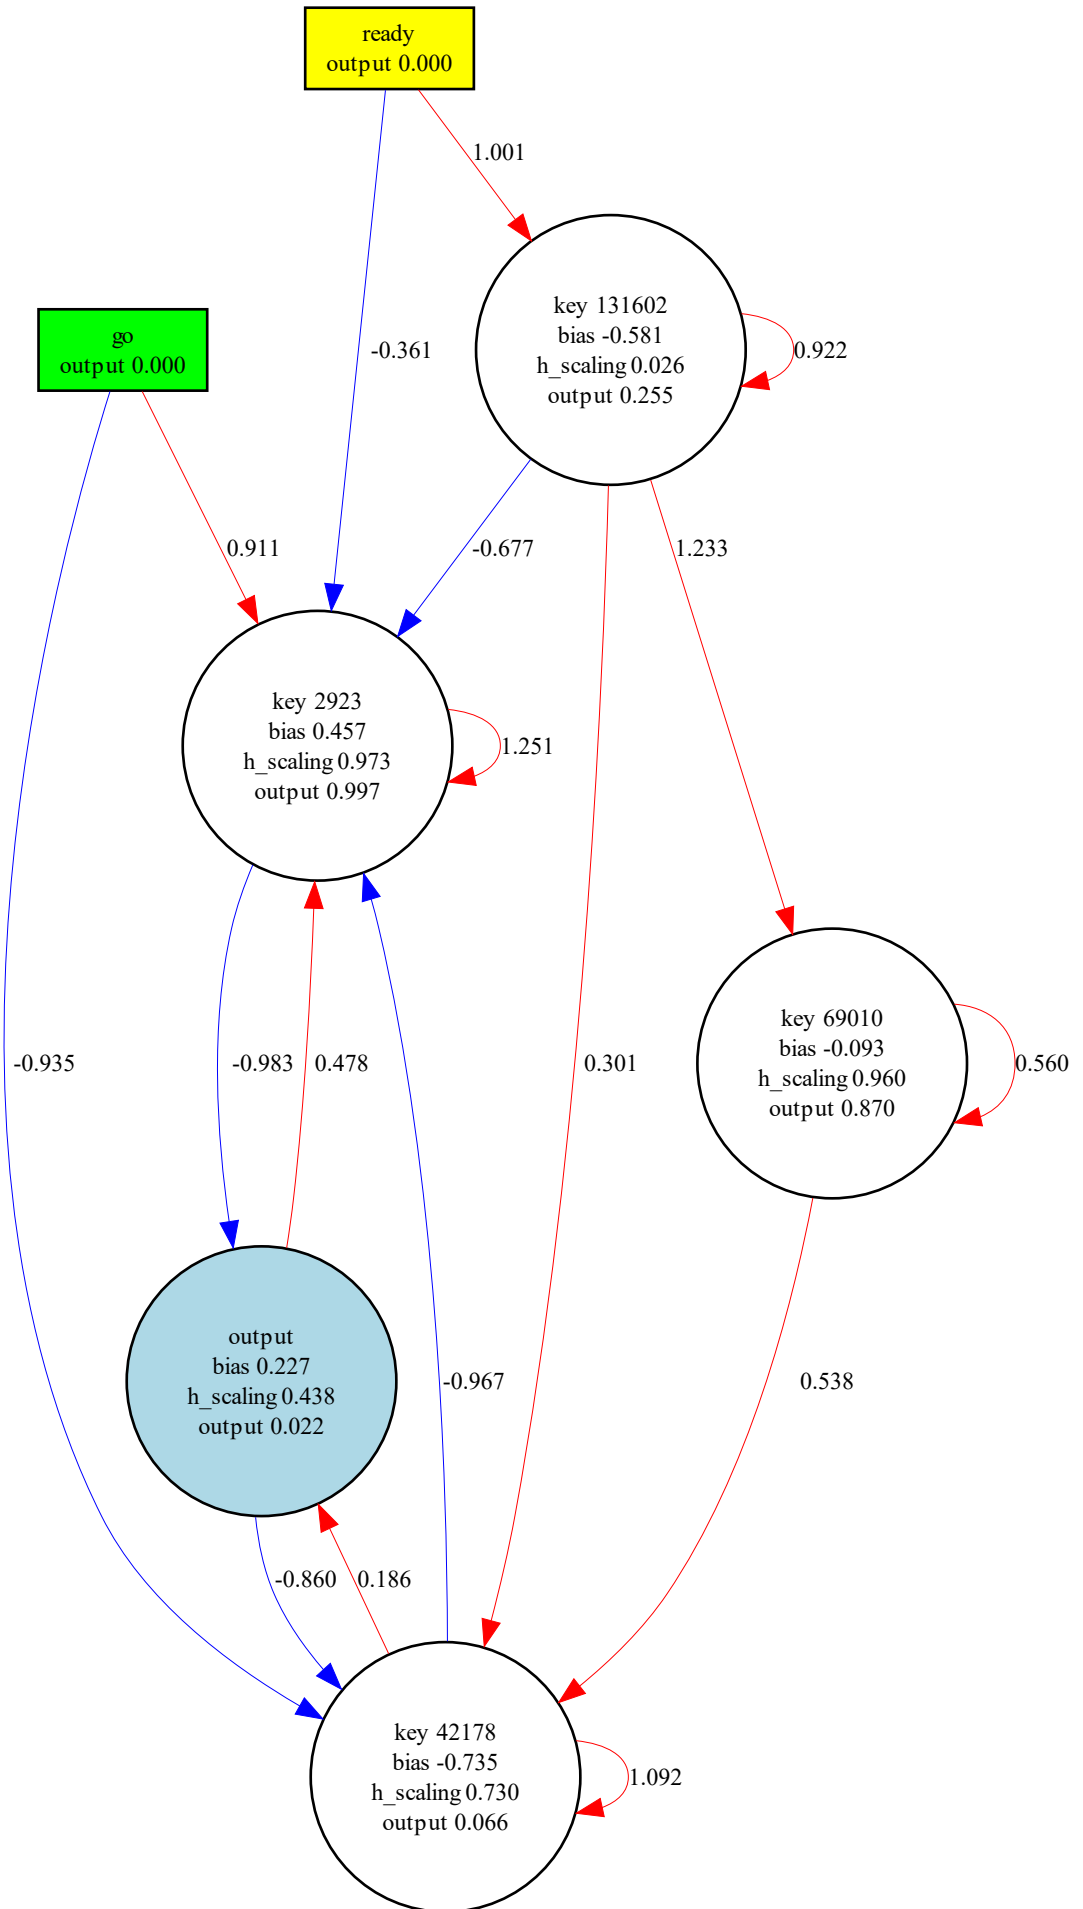 ready
output 0.000
1.001
key 131602
bias -0.581
h_scaling 0.026
output 0.255
0.922
go
output 0.000
-0.361
0.911
-0.677
1.233
key 2923
bias 0.457
h_scaling 0.973
output 0.997
1.251
key 69010
bias -0.093
h_scaling 0.960
output 0.870
0.560
-0.935
-0.983
0.478
0.301
output
bias 0.227
h_scaling 0.438
output 0.022
-0.967
0.538
-0.860
0.186
key 42178
bias -0.735
h_scaling 0.730
output 0.066
1.092